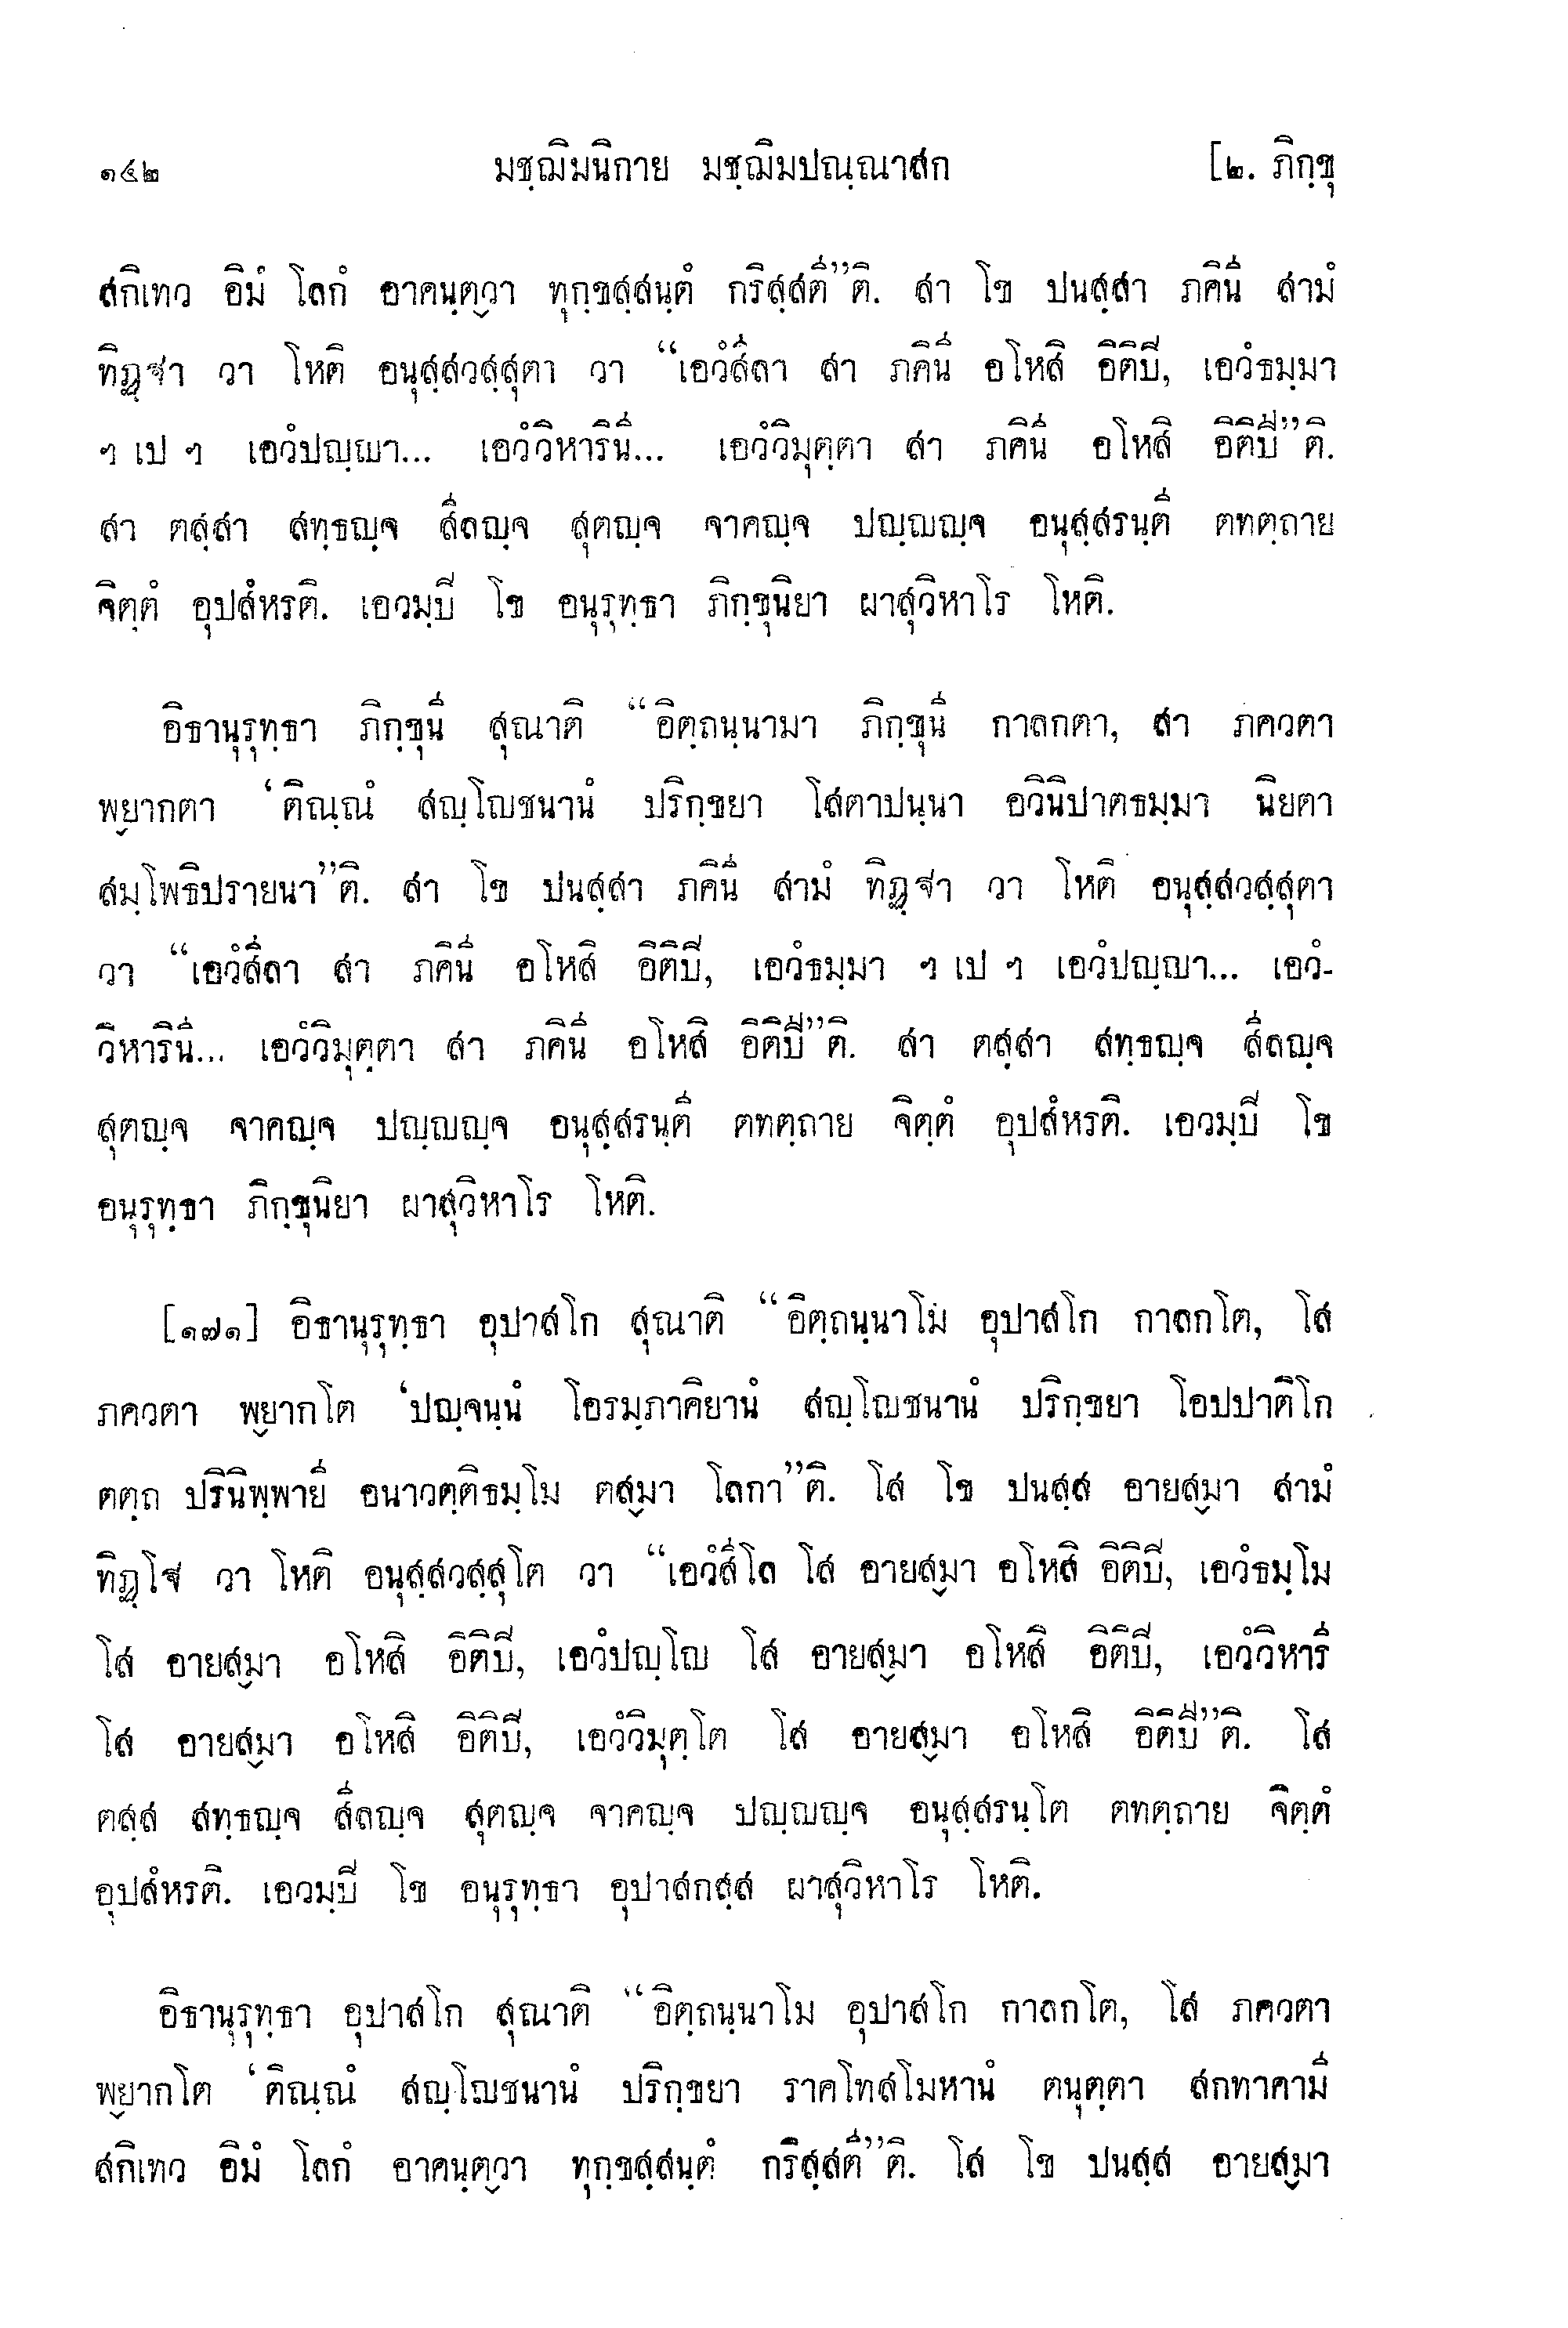 ๑๕๒ มชฺฌิมนิกาย มชฺฌิมปณฺณาสก [๒. ภิกฺขุ
สกิเทว อิมํ โลกํ อาคนฺตฺวา ทุกฺขสฺสนฺตํ กริสฺสตี”ติ. สา โข ปนสฺสา ภคินี สามํ
ทิฏฺฐา วา โหติ อนุสฺสวสฺสุตา วา “เอวํสีลา สา ภคินี อโหสิ อิติปิ, เอวํธมฺมา
ฯ เป ฯ เอวํปญฺญา... เอวํวิหารินี... เอวํวิมุตฺตา สา ภคินี อโหสิ อิติปี”ติ.
สา ตสฺสา สทฺธญฺจ สีลญฺจ สุตญฺจ จาคญฺจ ปญฺญญฺจ อนุสฺสรนฺตี ตทตฺถาย
จิตฺตํ อุปสํหรติ. เอวมฺปิ โข อนุรุทฺธา ภิกฺขุนิยา ผาสุวิหาโร โหติ.
อิธานุรุทฺธา ภิกฺขุนี สุณาติ “อิตฺถนฺนามา ภิกฺขุนี กาลกตา, สา ภควตา
พฺยากตา ‘ติณฺณํ สญฺโญชนานํ ปริกฺขยา โสตาปนฺนา อวินิปาตธมฺมา นิยตา
สมฺโพธิปรายนา”ติ. สา โข ปนสฺสา ภคินี สามํ ทิฏฺฐา วา โหติ อนุสฺสวสฺสุตา
วา “เอวํสีลา สา ภคินี อโหสิ อิติปิ, เอวํธมฺมา ฯ เป ฯ เอวํปญฺญา... เอวํ-
วิหารินี... เอวํวิมุตฺตา สา ภคินี อโหสิ อิติปี”ติ. สา ตสฺสา สทฺธญฺจ สีลญฺจ
สุตญฺจ จาคญฺจ ปญฺญญฺจ อนุสฺสรนฺตี ตทตฺถาย จิตฺตํ อุปสํหรติ. เอวมฺปิ โข
อนุรุทฺธา ภิกฺขุนิยา ผาสุวิหาโร โหติ.
[๑๗๑] อิธานุรุทฺธา อุปาสโก สุณาติ “อิตฺถนฺนาโม อุปาสโก กาลกโต, โส
ภควตา พฺยากโต ‘ปญฺจนฺนํ โอรมฺภาคิยานํ สญฺโญชนานํ ปริกฺขยา โอปปาติโก
ตตฺถ ปรินิพฺพายี อนาวตฺติธมฺโม ตสฺมา โลกา”ติ. โส โข ปนสฺส อายสฺมา สามํ
ทิฏฺโฐ วา โหติ อนุสฺสวสฺสุโต วา “เอวํสีโล โส อายสฺมา อโหสิ อิติปิ, เอวํธมฺโม
โส อายสฺมา อโหสิ อิติปิ, เอวํปญฺโญ โส อายสฺมา อโหสิ อิติปิ, เอวํวิหารี
โส อายสฺมา อโหสิ อิติปิ, เอวํวิมุตฺโต โส อายสฺมา อโหสิ อิติปี”ติ. โส
ตสฺส สทฺธญฺจ สีลญฺจ สุตญฺจ จาคญฺจ ปญฺญญฺจ อนุสฺสรนฺโต ตทตฺถาย จิตฺตํ
อุปสํหรติ. เอวมฺปิ โข อนุรุทฺธา อุปาสกสฺส ผาสุวิหาโร โหติ.
อิธานุรุทฺธา อุปาสโก สุณาติ “อิตฺถนฺนาโม อุปาสโก กาลกโต, โส ภควตา
พฺยากโต ‘ติณฺณํ สญฺโญชนานํ ปริกฺขยา ราคโทสโมหานํ ตนุตฺตา สกทาคามี
สกิเทว อิมํ โลกํ อาคนฺตฺวา ทุกฺขสฺสนฺตํ กริสฺสตี”ติ. โส โข ปนสฺส อายสฺมา